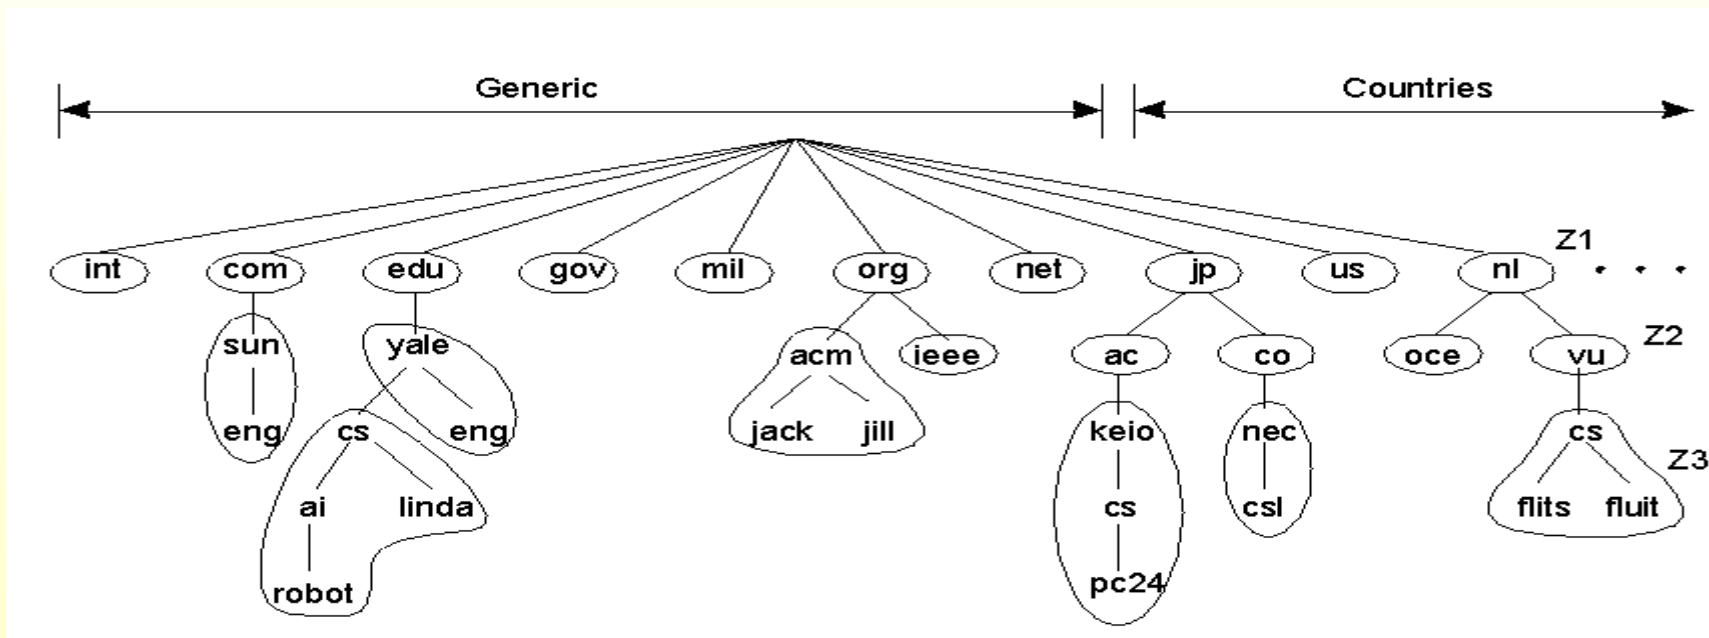 Generic Countries
Z1
int com edu gov mil org net jp us nl . . .
Z2
sun yale acm ieee ac co oce vu
eng cs eng jack jill keio nec cs
Z3
ai linda cs csl flits fluit
robot pc24